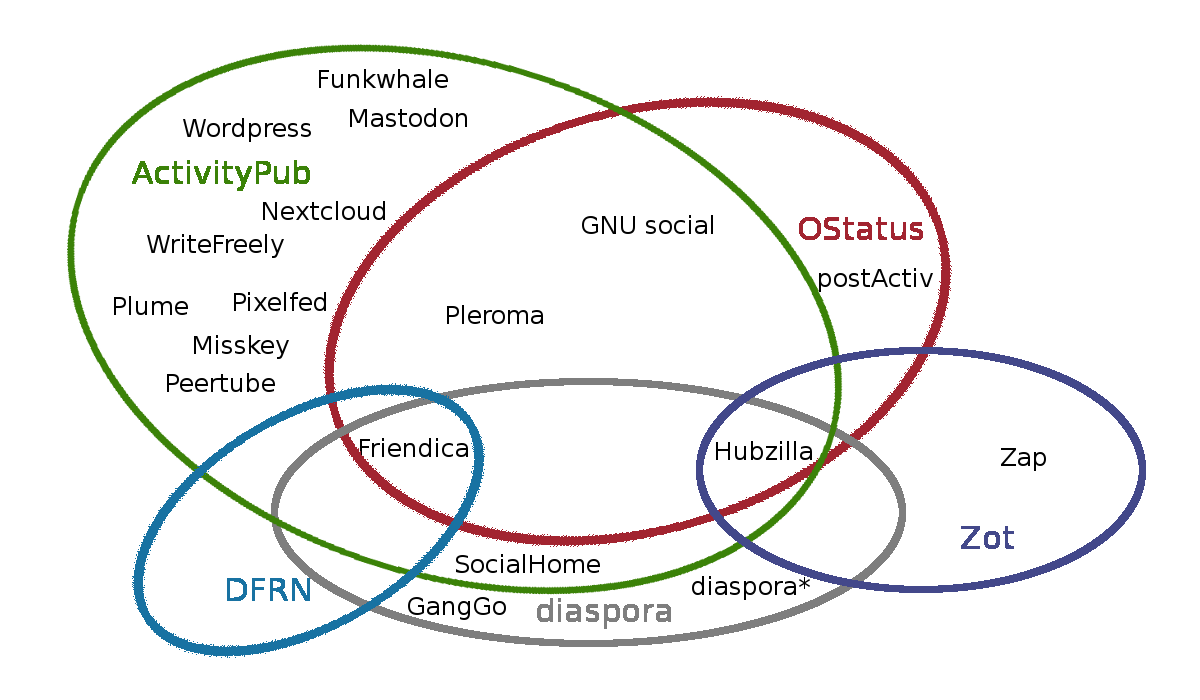 Funkwhale
Mastodon
Wordpress
ActivityPub
Nextcloud
GNU social
OStatus
WriteFreely
postActiv
Plume
Pixelfed
Pleroma
Misskey
Peertube
Friendica
Hubzilla
Zap
Zot
SocialHome
DFRN
diaspora*
GangGo
diaspora